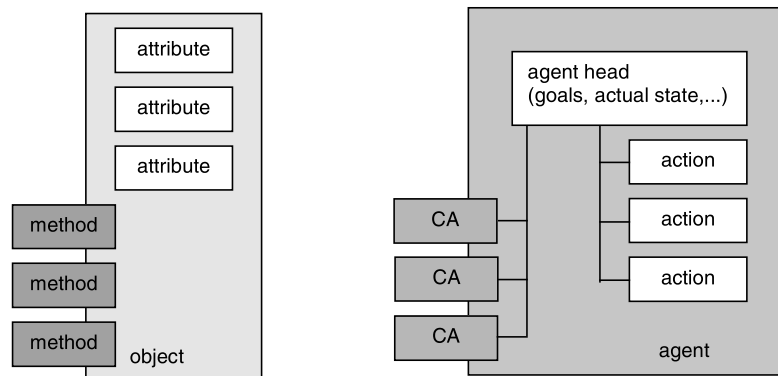 attribute
attribute
attribute
method
method
method
object
agent head
(goals, actual state,...)
action
action
action
CA
CA
CA
agent